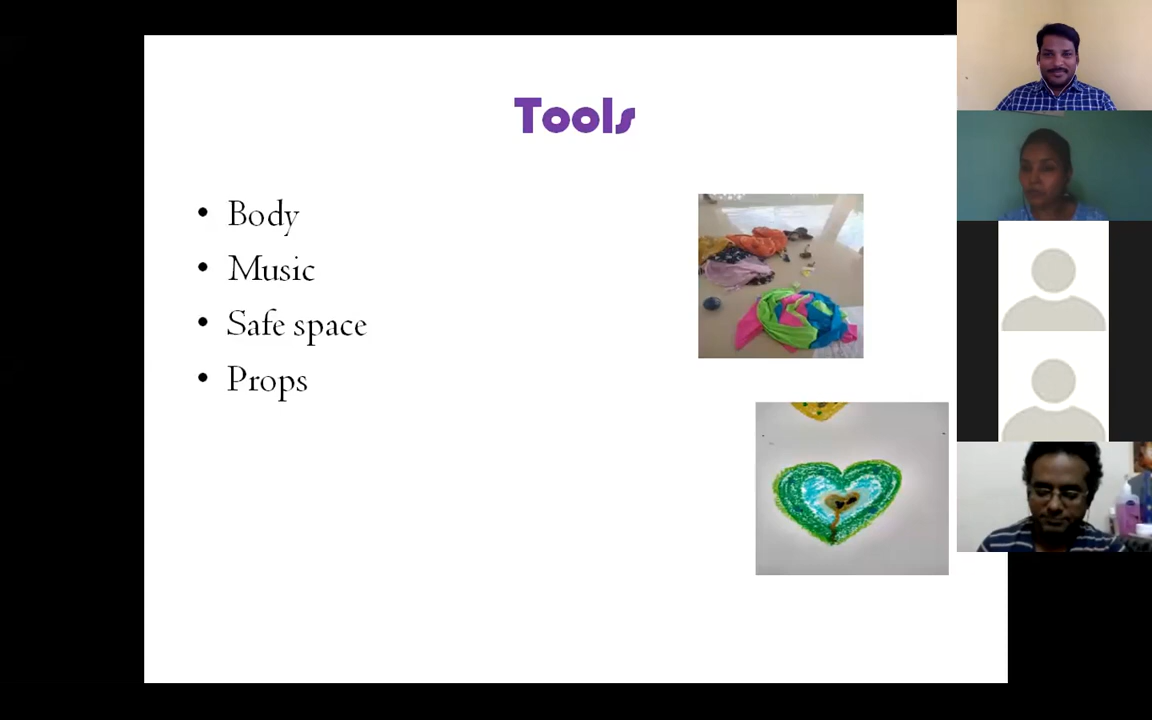 Tools
• Body
• Music
• Safe space
• Props